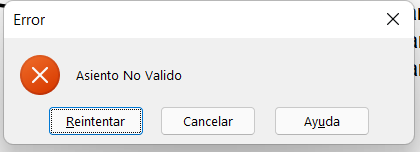 Error
Asiento No Valido
Reintentar
Cancelar
Ayuda